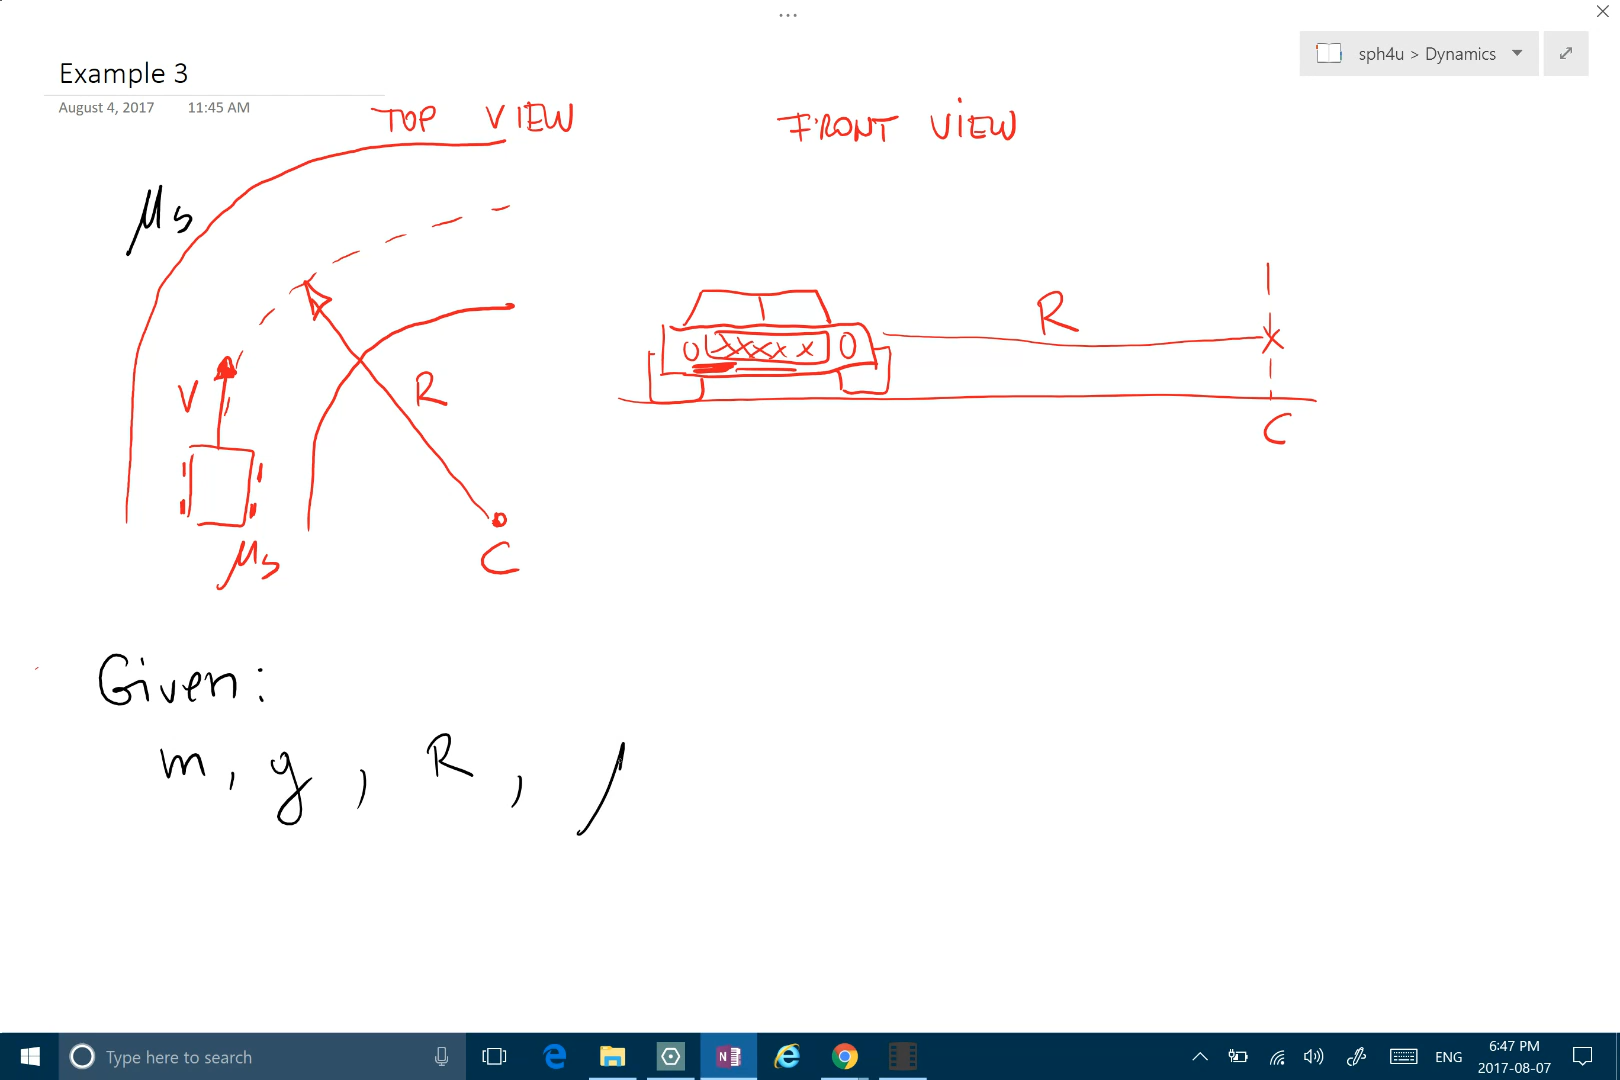 ...
sph4u > Dynamics
Example 3
August 4, 2017 11:45 AM
TOP VIEW
FRONT VIEW
μs
R
V
R
C
C
μs
Given:
m, g, R,
Type here to search
ENG
6:47 PM
2017-08-07